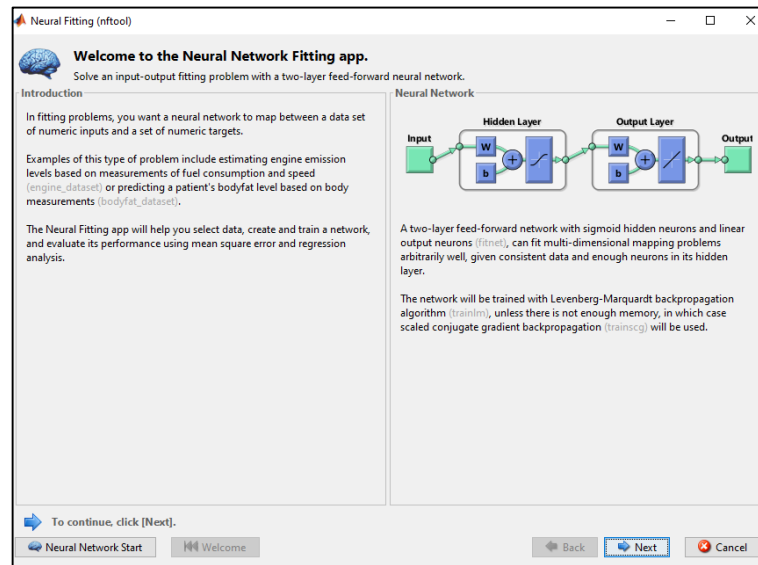 Neural Fitting (nftool)
Welcome to the Neural Network Fitting app.
Solve an input-output fitting problem with a two-layer feed-forward neural network.
Introduction
In fitting problems, you want a neural network to map between a data set
of numeric inputs and a set of numeric targets.
Examples of this type of problem include estimating engine emission
levels based on measurements of fuel consumption and speed
(engine_dataset) or predicting a patient's bodyfat level based on body
measurements (bodyfat_dataset).
The Neural Fitting app will help you select data, create and train a network,
and evaluate its performance using mean square error and regression
analysis.
Neural Network
Hidden Layer Output Layer
Input Output
W W
b b
A two-layer feed-forward network with sigmoid hidden neurons and linear
output neurons (fitnet), can fit multi-dimensional mapping problems
arbitrarily well, given consistent data and enough neurons in its hidden
layer.
The network will be trained with Levenberg-Marquardt backpropagation
algorithm (trainlm), unless there is not enough memory, in which case
scaled conjugate gradient backpropagation (trainscg) will be used.
To continue, click [Next].
Neural Network Start Welcome Back Next Cancel